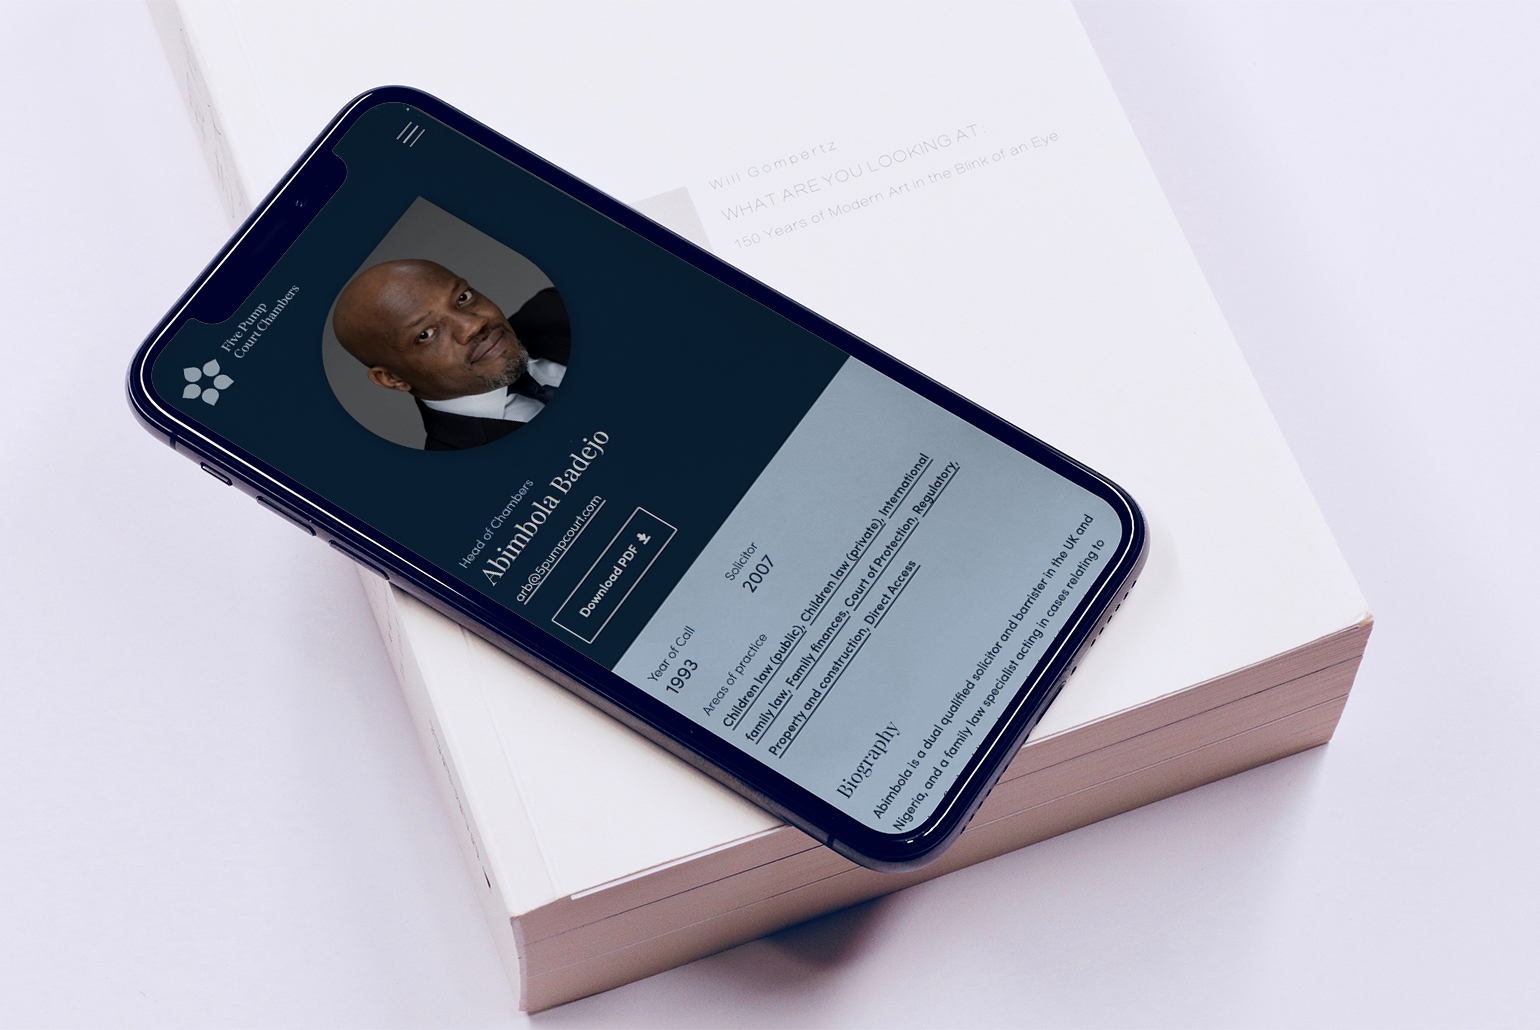 Will Gompertz
WHAT ARE YOU LOOKING AT:
150 Years of Modern Art in the Blink of an Eye
Five Pump
Court Chambers
Head of Chambers
Abimbola Badejo
arb@5pumpcourt.com
Download PDF
Year of Call
1993
Solicitor
2007
Areas of practice
Children law (public), Children law (private), International
family law, Family finances, Court of Protection, Regulatory,
Property and construction, Direct Access
Biography
Abimbola is a dual qualified solicitor and barrister in the UK and
Nigeria, and a family law specialist acting in cases relating to